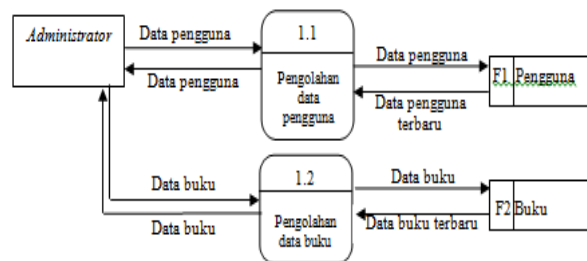 Administrator
Data pengguna
Data pengguna
1.1
Pengolahan
data
pengguna
Data pengguna
Data pengguna
terbaru
F1 Pengguna
Data buku
Data buku
1.2
Pengolahan
data buku
Data buku
Data buku terbaru
F2 Buku